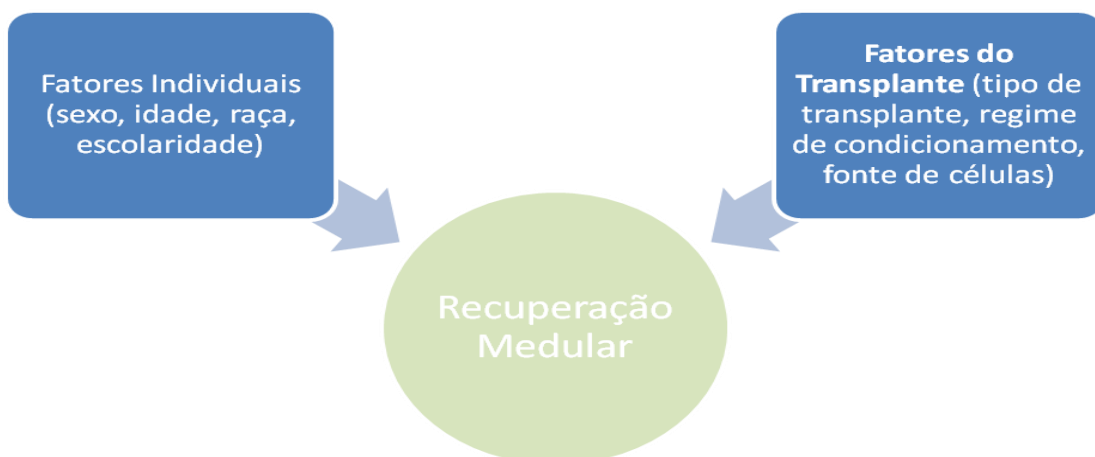 Fatores Individuais
(sexo, idade, raça,
escolaridade)
Fatores do
Transplante (tipo de
transplante, regime
de condicionamento,
fonte de células)
Recuperação
Medular